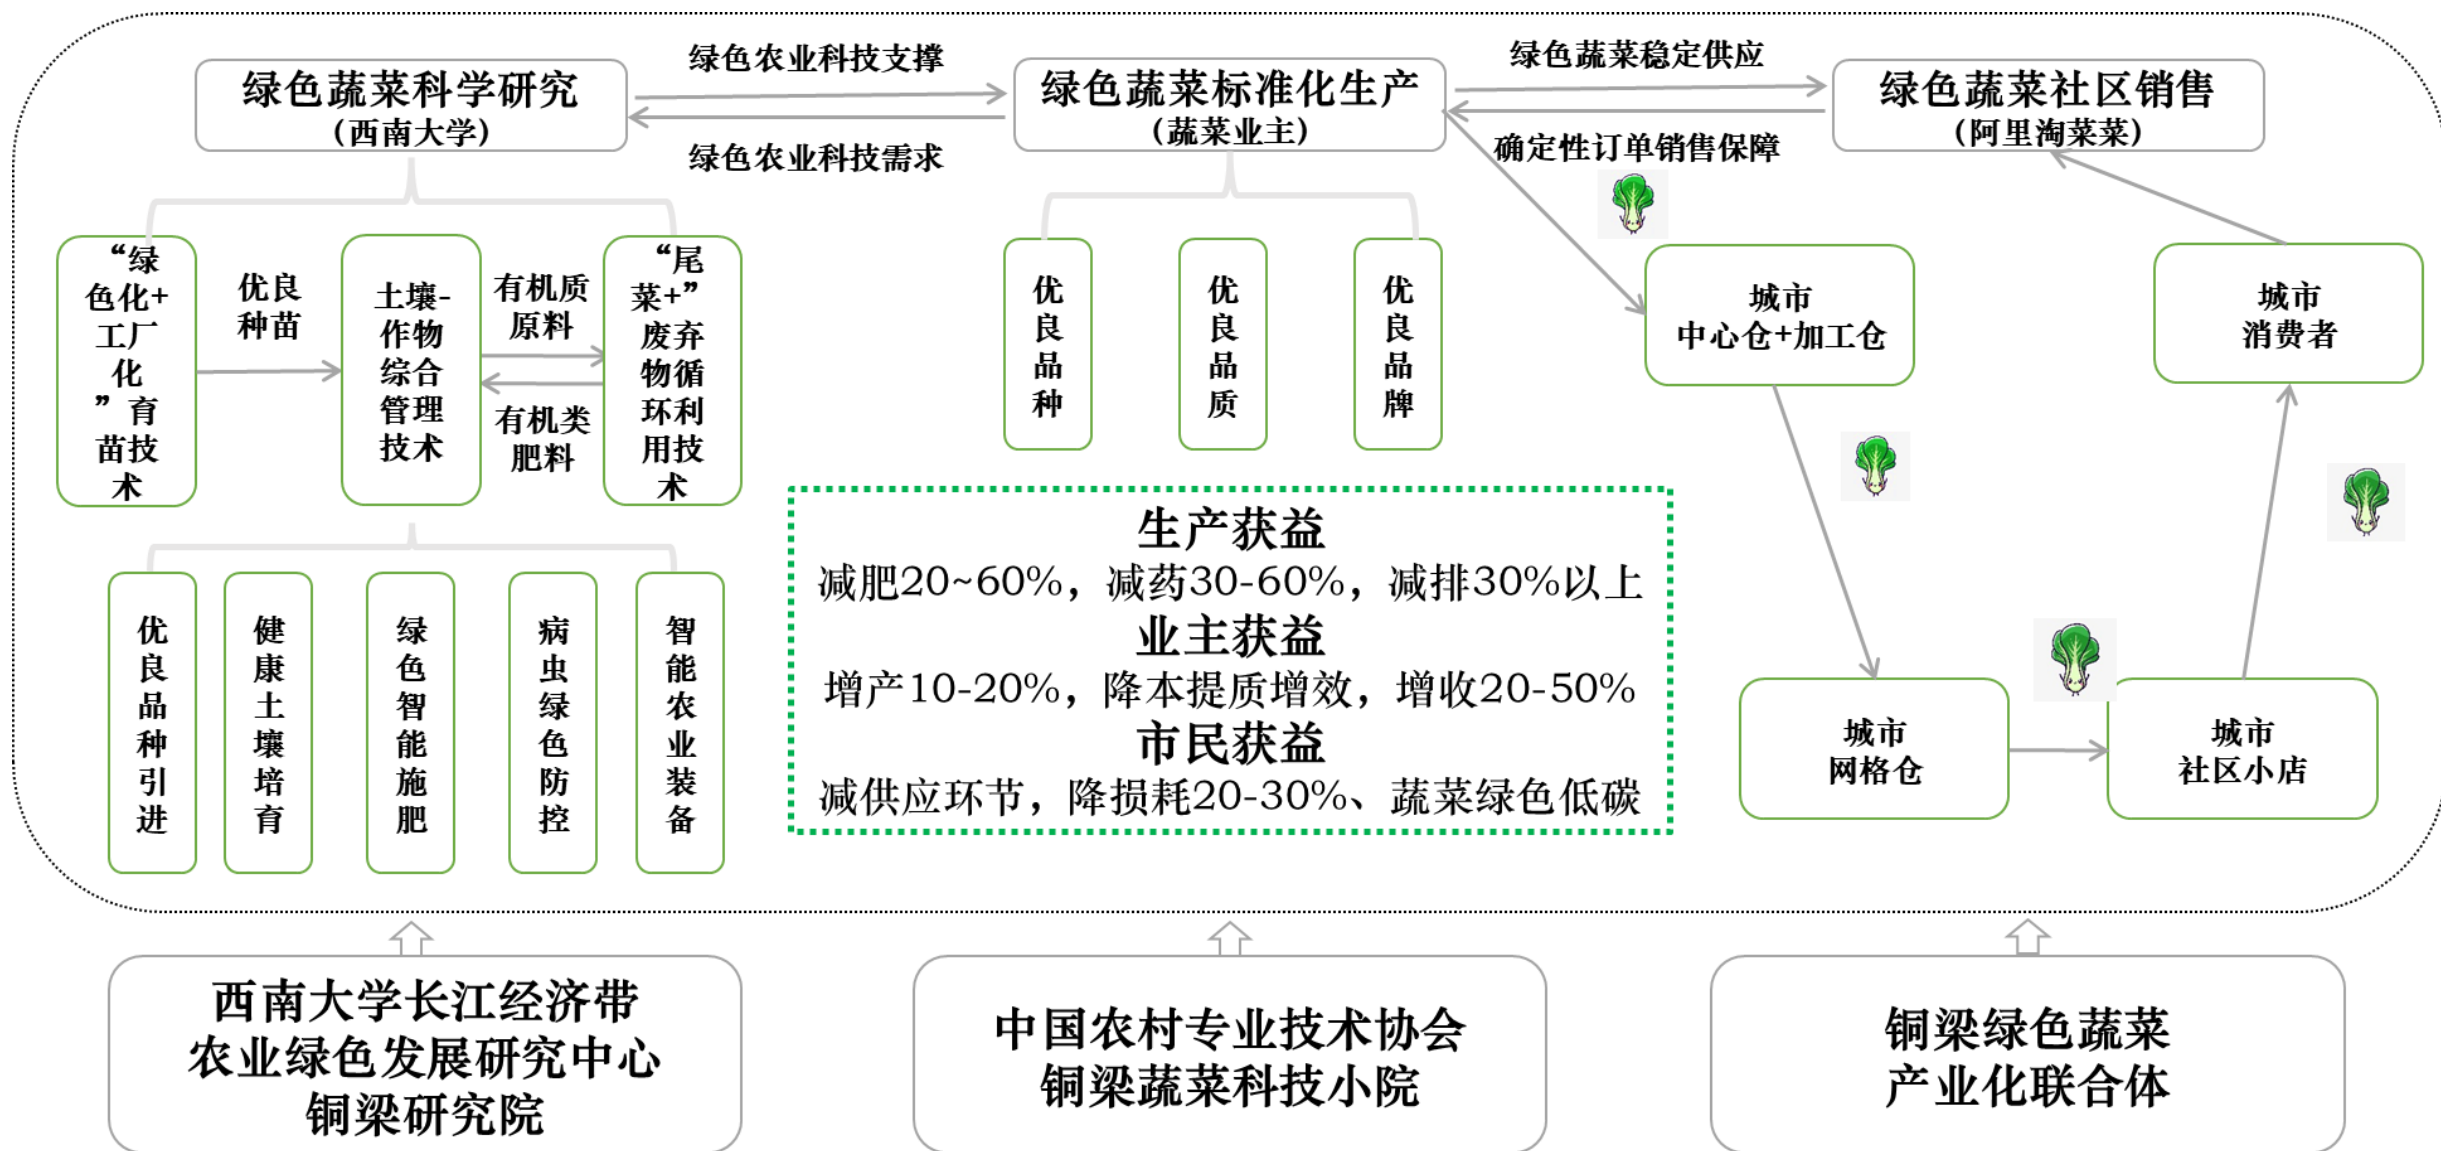 绿色蔬菜科学研究
（西南大学）
绿色农业科技支撑
绿色农业科技需求
绿色蔬菜标准化生产
（蔬菜业主）
绿色蔬菜稳定供应
确定性订单销售保障
绿色蔬菜社区销售
（阿里淘菜菜）
“绿
色化+
工厂
化
”育
苗技
术
优良
种苗
土壤-
作物
综合
管理
技术
有机质
原料
有机类
肥料
“尾
菜+”
废弃
物循
环利
用技
术
优良品种
优良品质
优良品牌
城市
中心仓+加工仓
城市
消费者
城市
网格仓
城市
社区小店
优良品种引进
健康土壤培育
绿色智能施肥
病虫绿色防控
智能农业装备
生产获益
减肥20~60%，减药30-60%，减排30%以上
业主获益
增产10-20%，降本提质增效，增收20-50%
市民获益
减供应环节，降损耗20-30%、蔬菜绿色低碳
西南大学长江经济带
农业绿色发展研究中心
铜梁研究院
中国农村专业技术协会
铜梁蔬菜科技小院
铜梁绿色蔬菜
产业化联合体